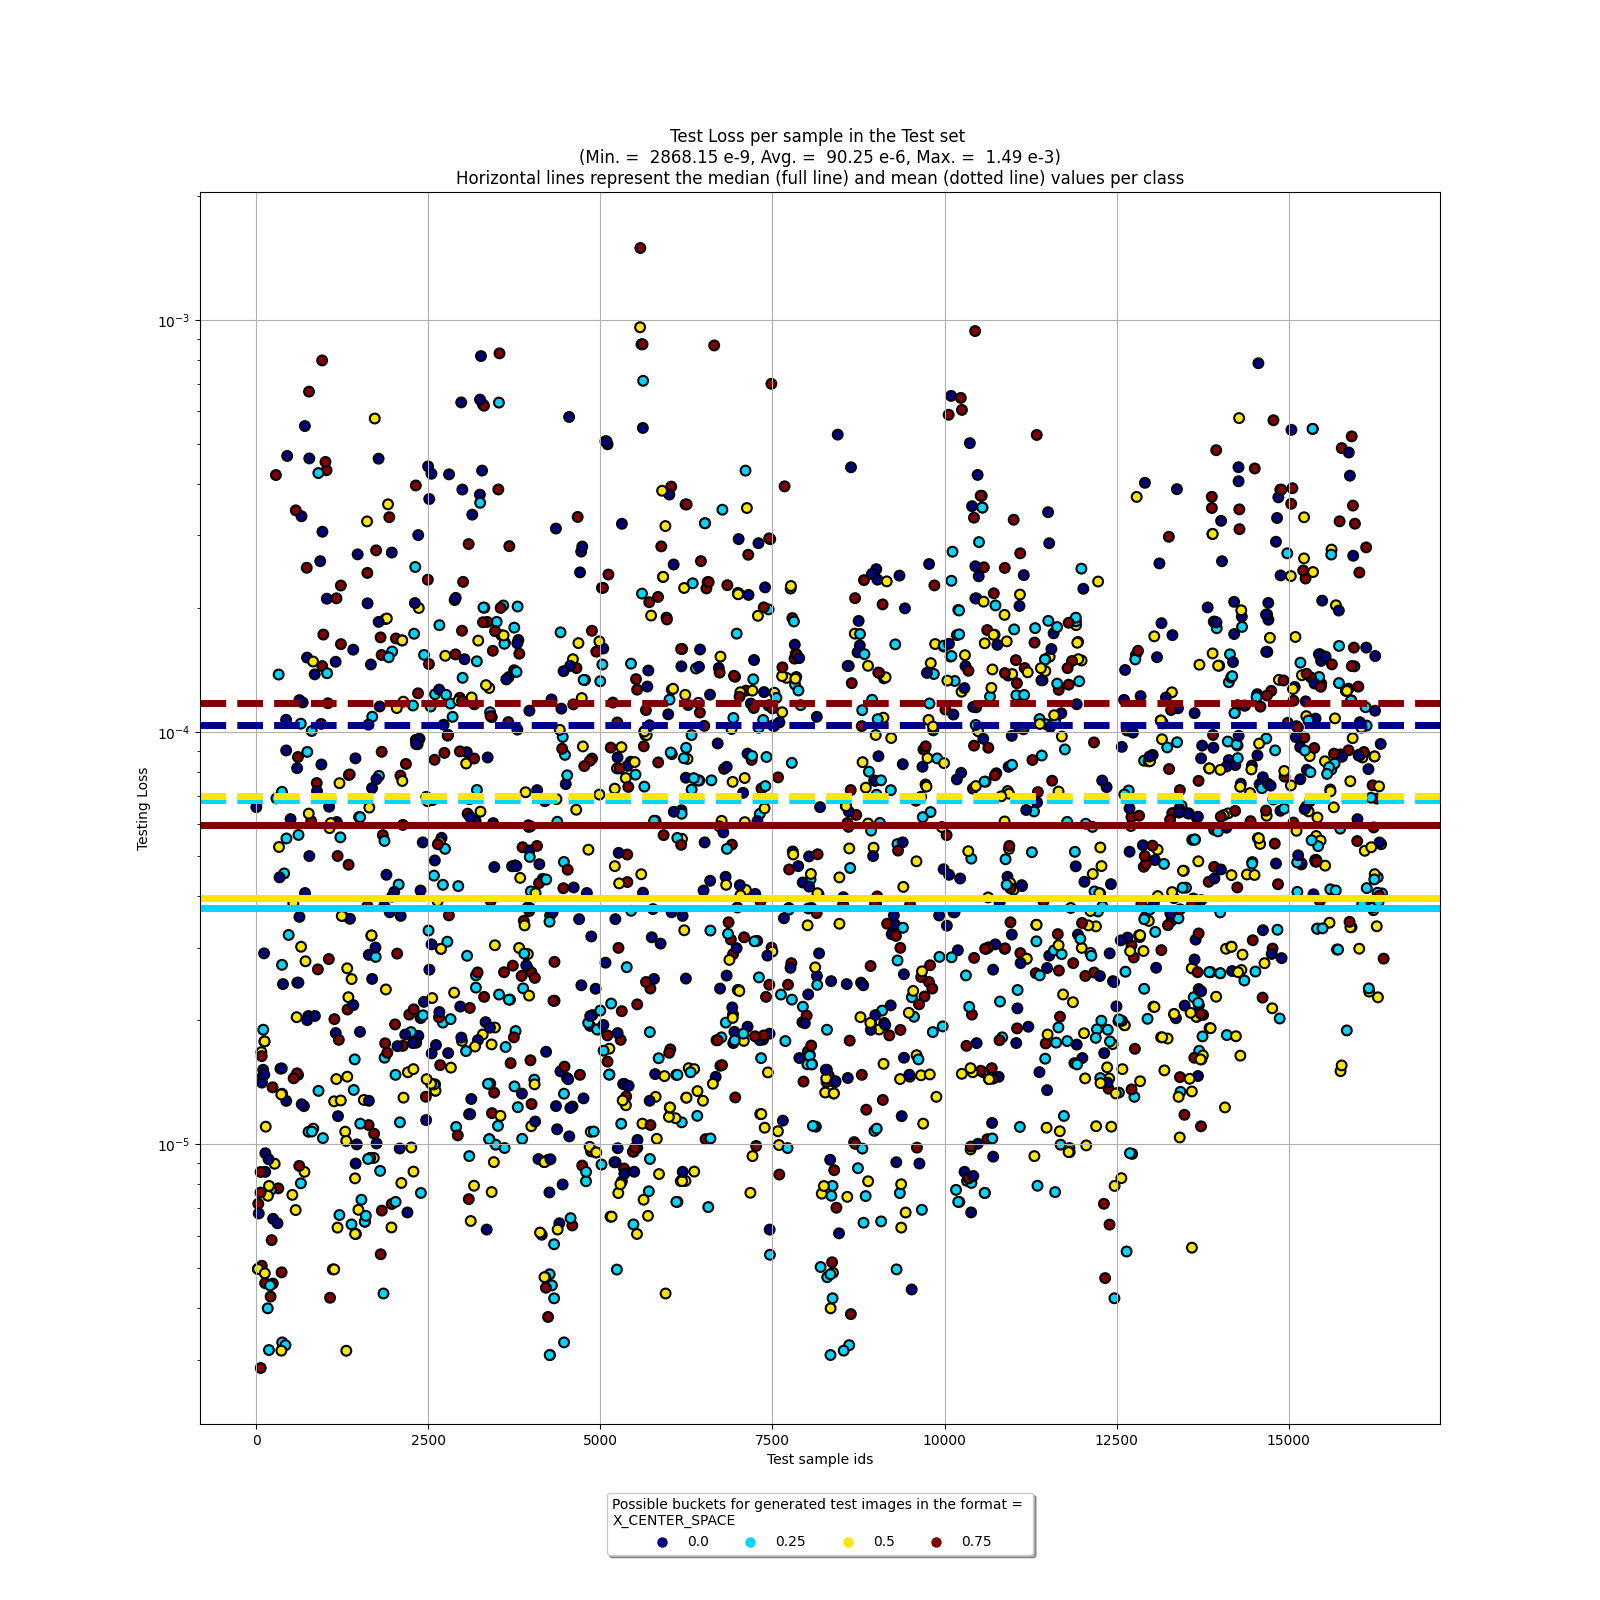 Test Loss per sample in the Test set
(Min. =  2868.15 e-9, Avg. =  90.25 e-6, Max. =  1.49 e-3)
Horizontal lines represent the median (full line) and mean (dotted line) values per class
Testing Loss
10⁻³
10⁻⁴
10⁻⁵
0 2500 5000 7500 10000 12500 15000
Test sample ids
Possible buckets for generated test images in the format =
X_CENTER_SPACE
0.0 0.25 0.5 0.75